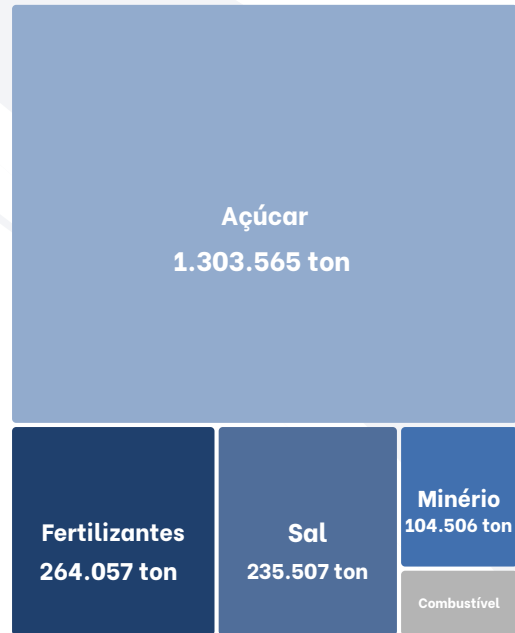 Açúcar
1.303.565 ton
Fertilizantes
264.057 ton
Sal
235.507 ton
Minério
104.506 ton
Combustível